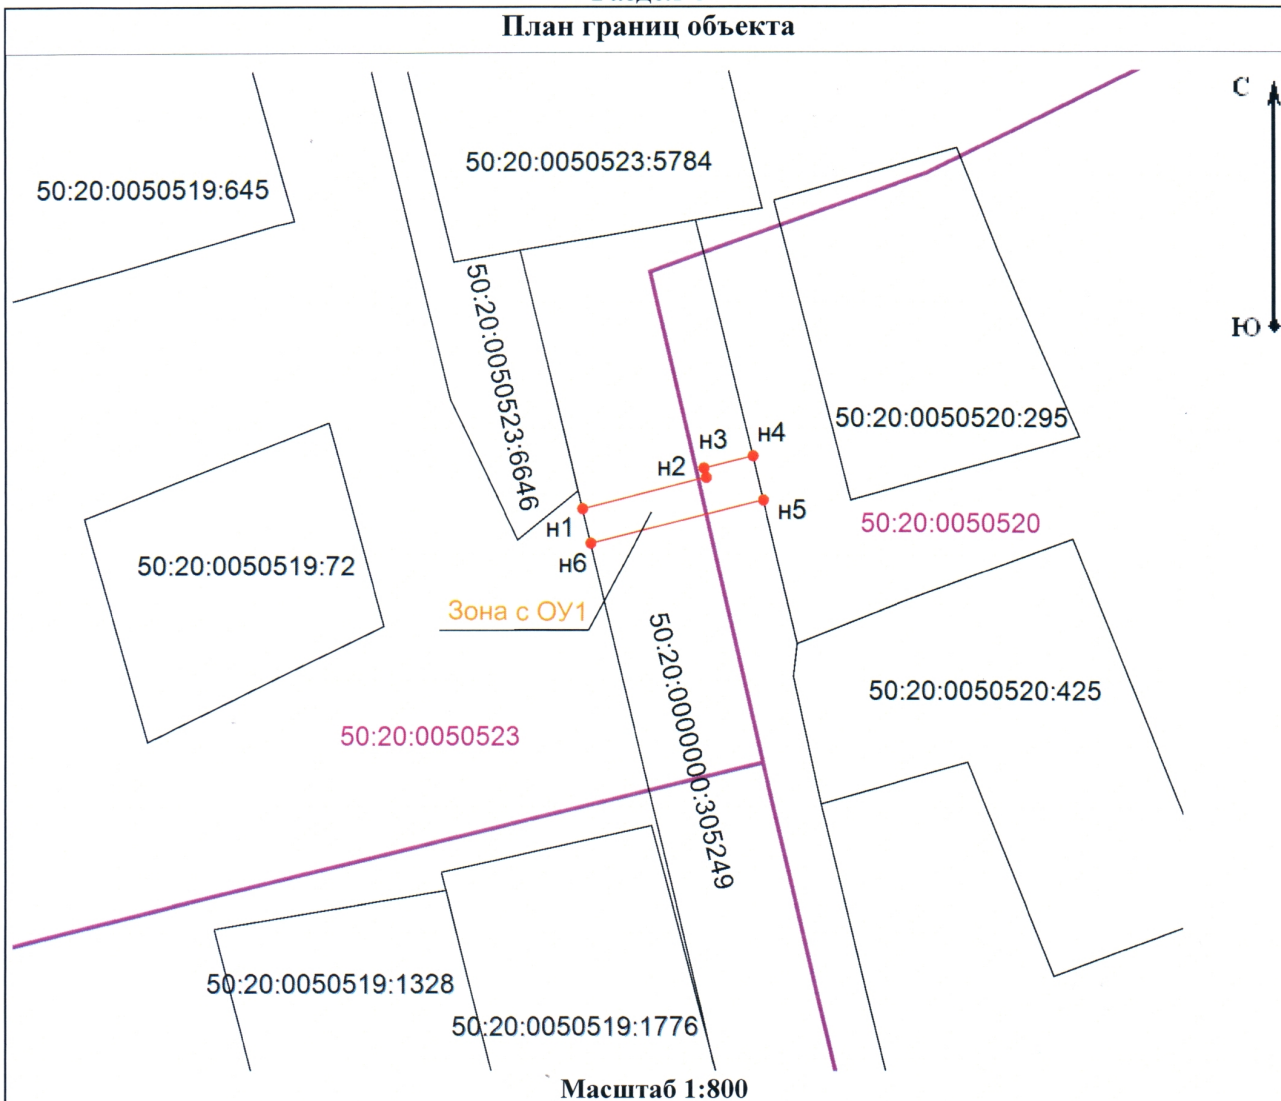 План границ объекта
С
50:20:0050523:5784
50:20:0050519:645
50:20:0050523:6646
Ю
50:20:0050520:295
н4
н3
н2
н1
н5
50:20:0050520
н6
50:20:0050519:72
Зона с ОУ1
50:20:0000000:305249
50:20:0050520:425
50:20:0050523
50:20:0050519:1328
50:20:0050519:1776
Масштаб 1:800